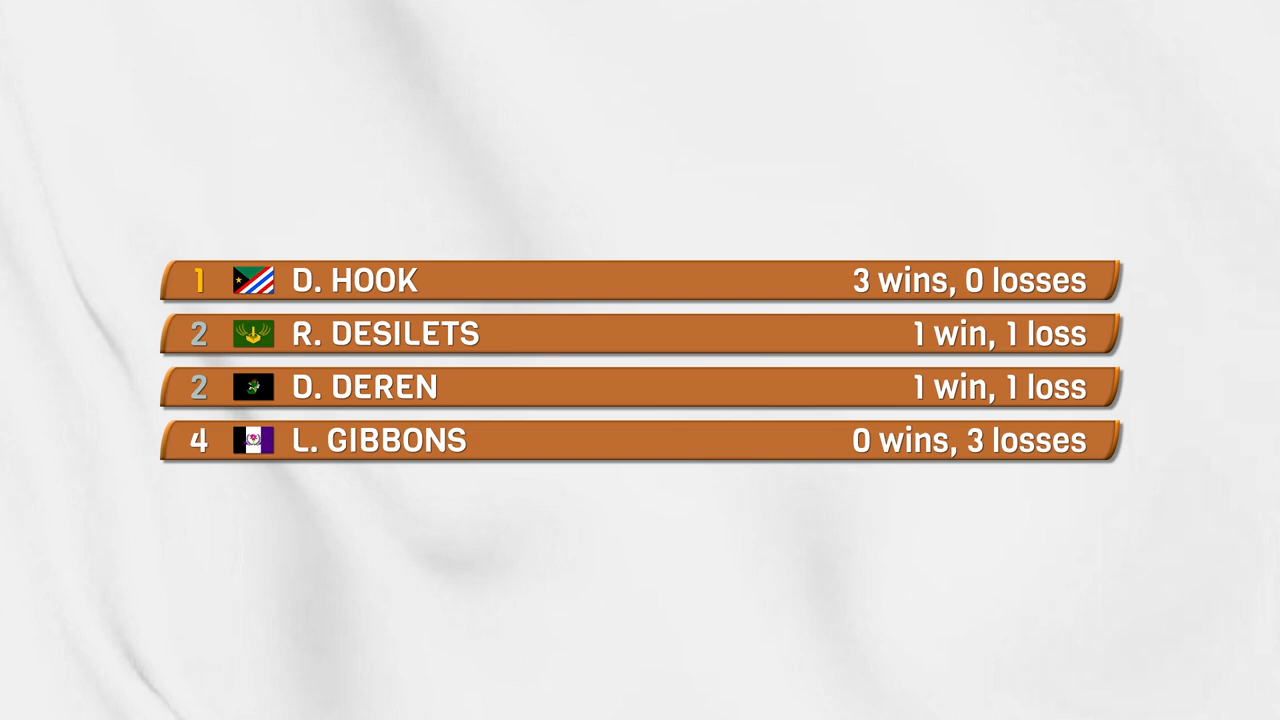 1 D. HOOK 3 wins, 0 losses
2 R. DESILETS 1 win, 1 loss
2 D. DEREN 1 win, 1 loss
4 L. GIBBONS 0 wins, 3 losses